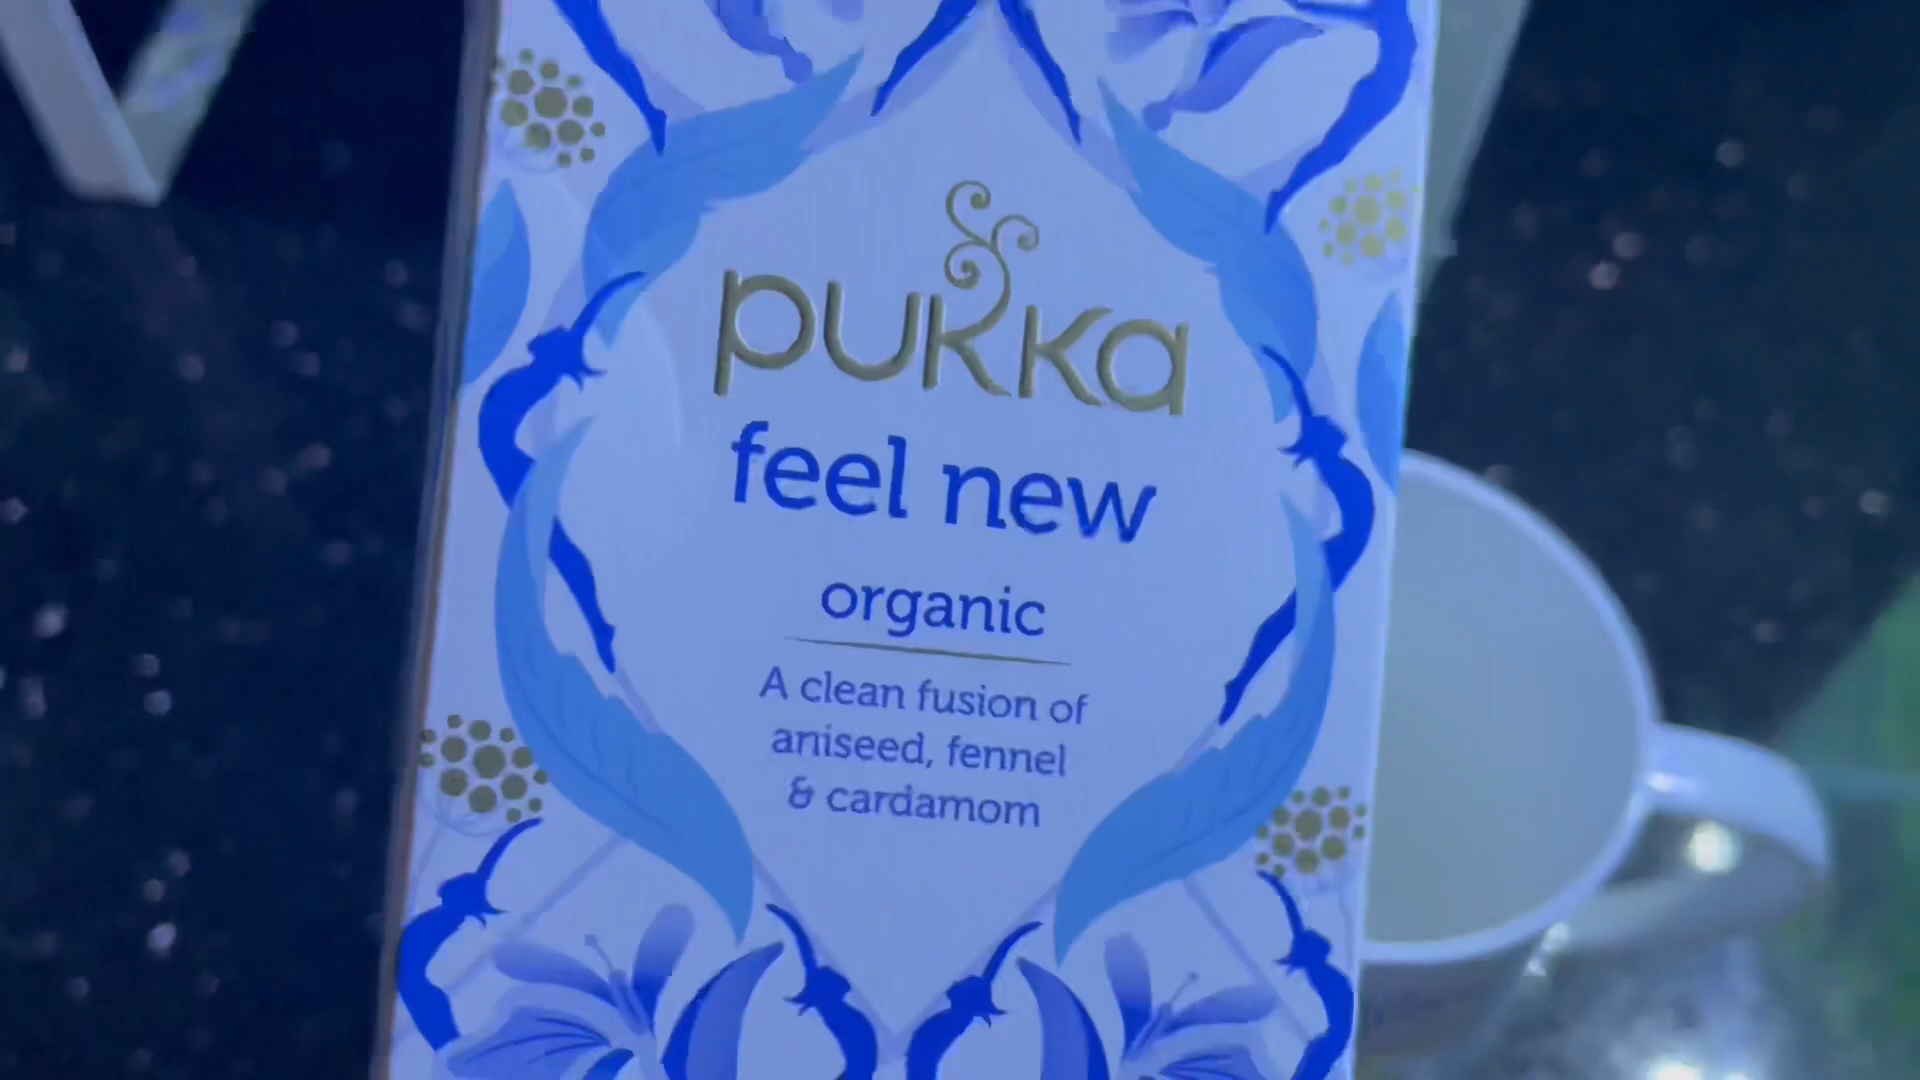 pukka
feel new
organic
A clean fusion of
aniseed, fennel
& cardamom